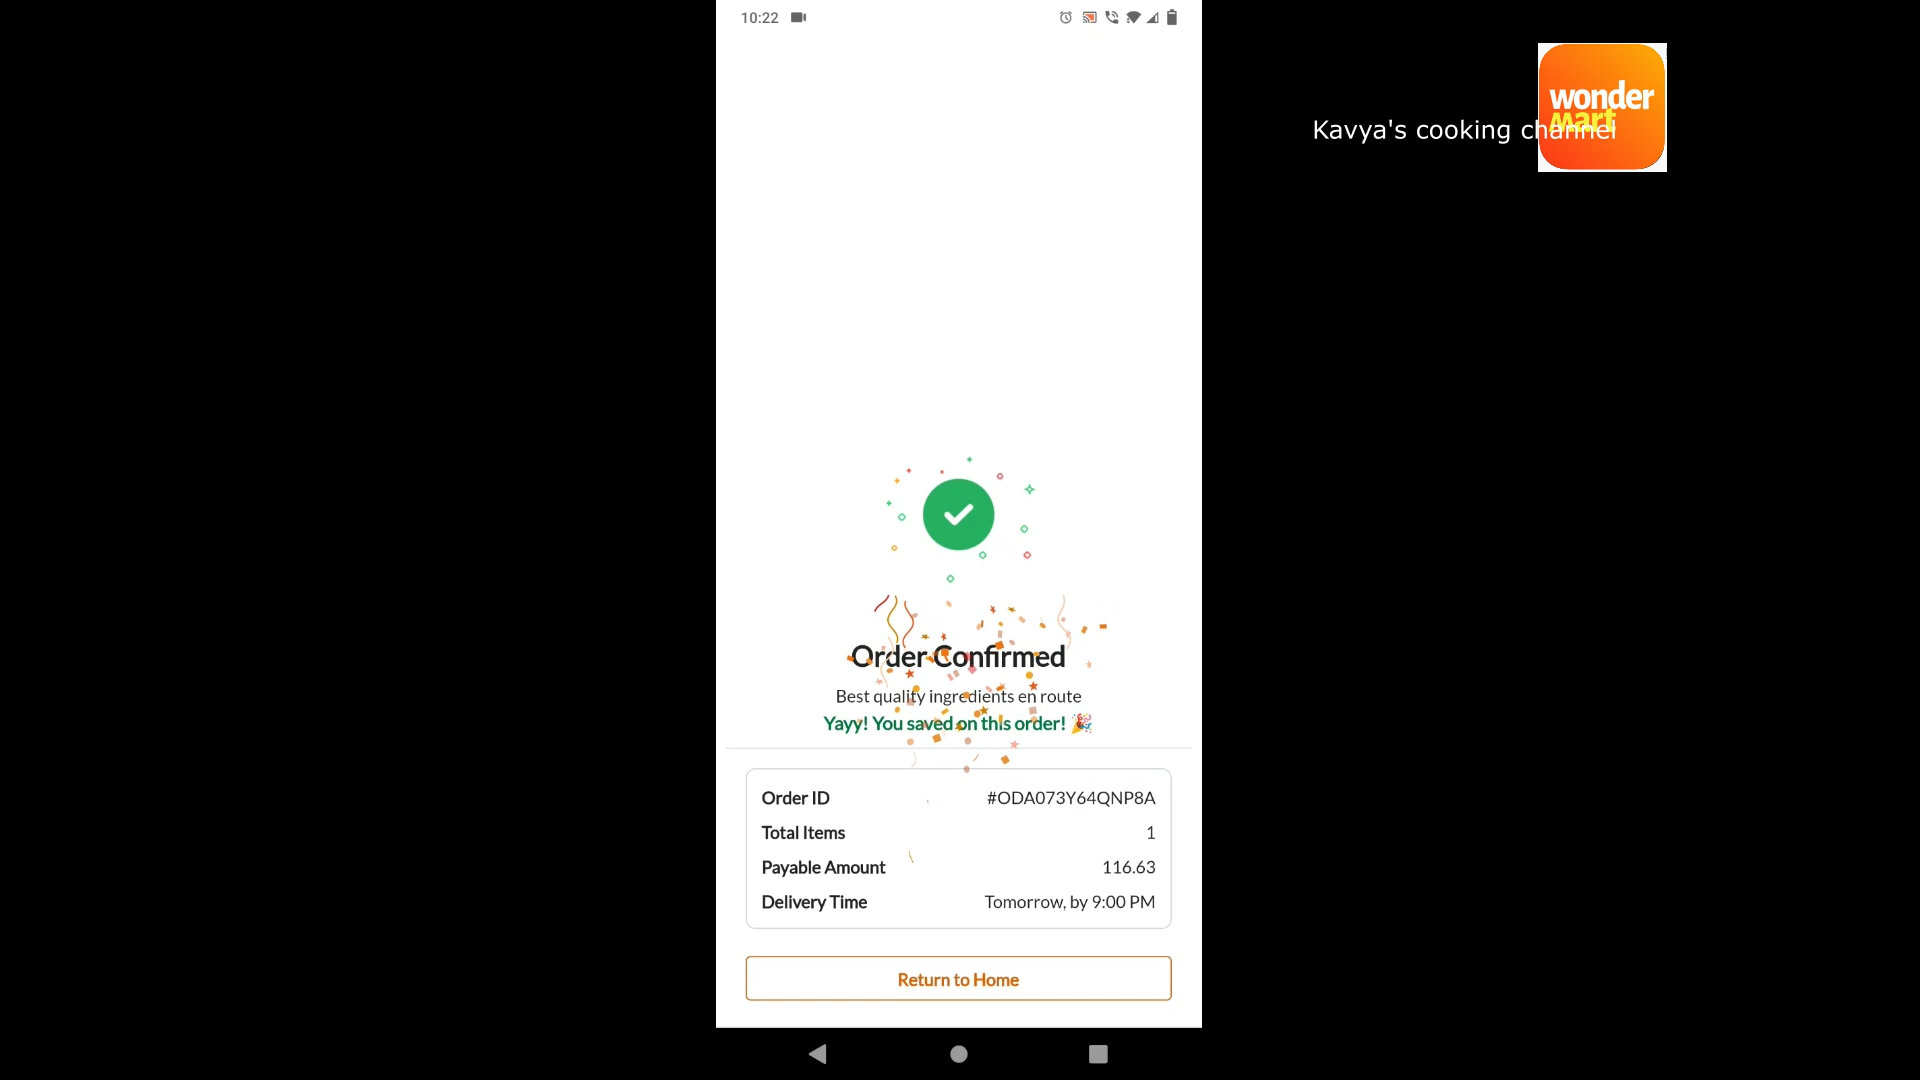 10:22
wonder
mart
Kavya's cooking channel
Order Confirmed
Best quality ingredients en route
Yayy! You saved on this order! 🎉
Order ID #ODA073Y64QNP8A
Total Items 1
Payable Amount 116.63
Delivery Time Tomorrow, by 9:00 PM
Return to Home